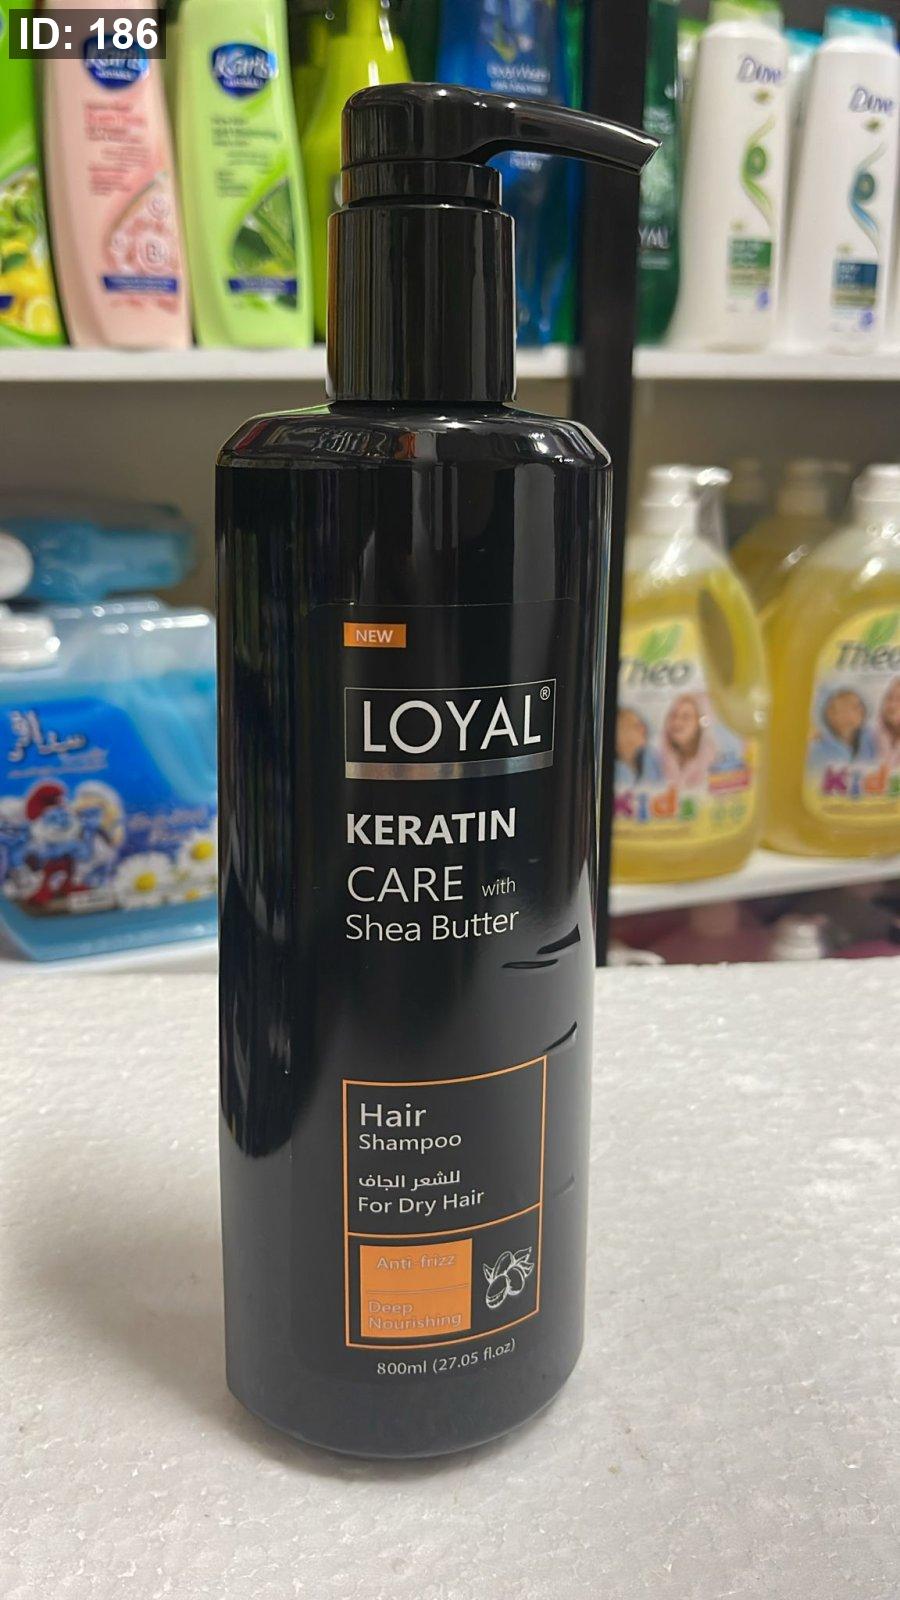 ID: 186
NEW
LOYAL®
KERATIN
CARE with
Shea Butter
Hair
Shampoo
للشعر الجاف
For Dry Hair
Anti-frizz
Deep
Nourishing
800ml (27.05 fl.oz)
Dove
Dove
Theo
Kids
Theo
Kids